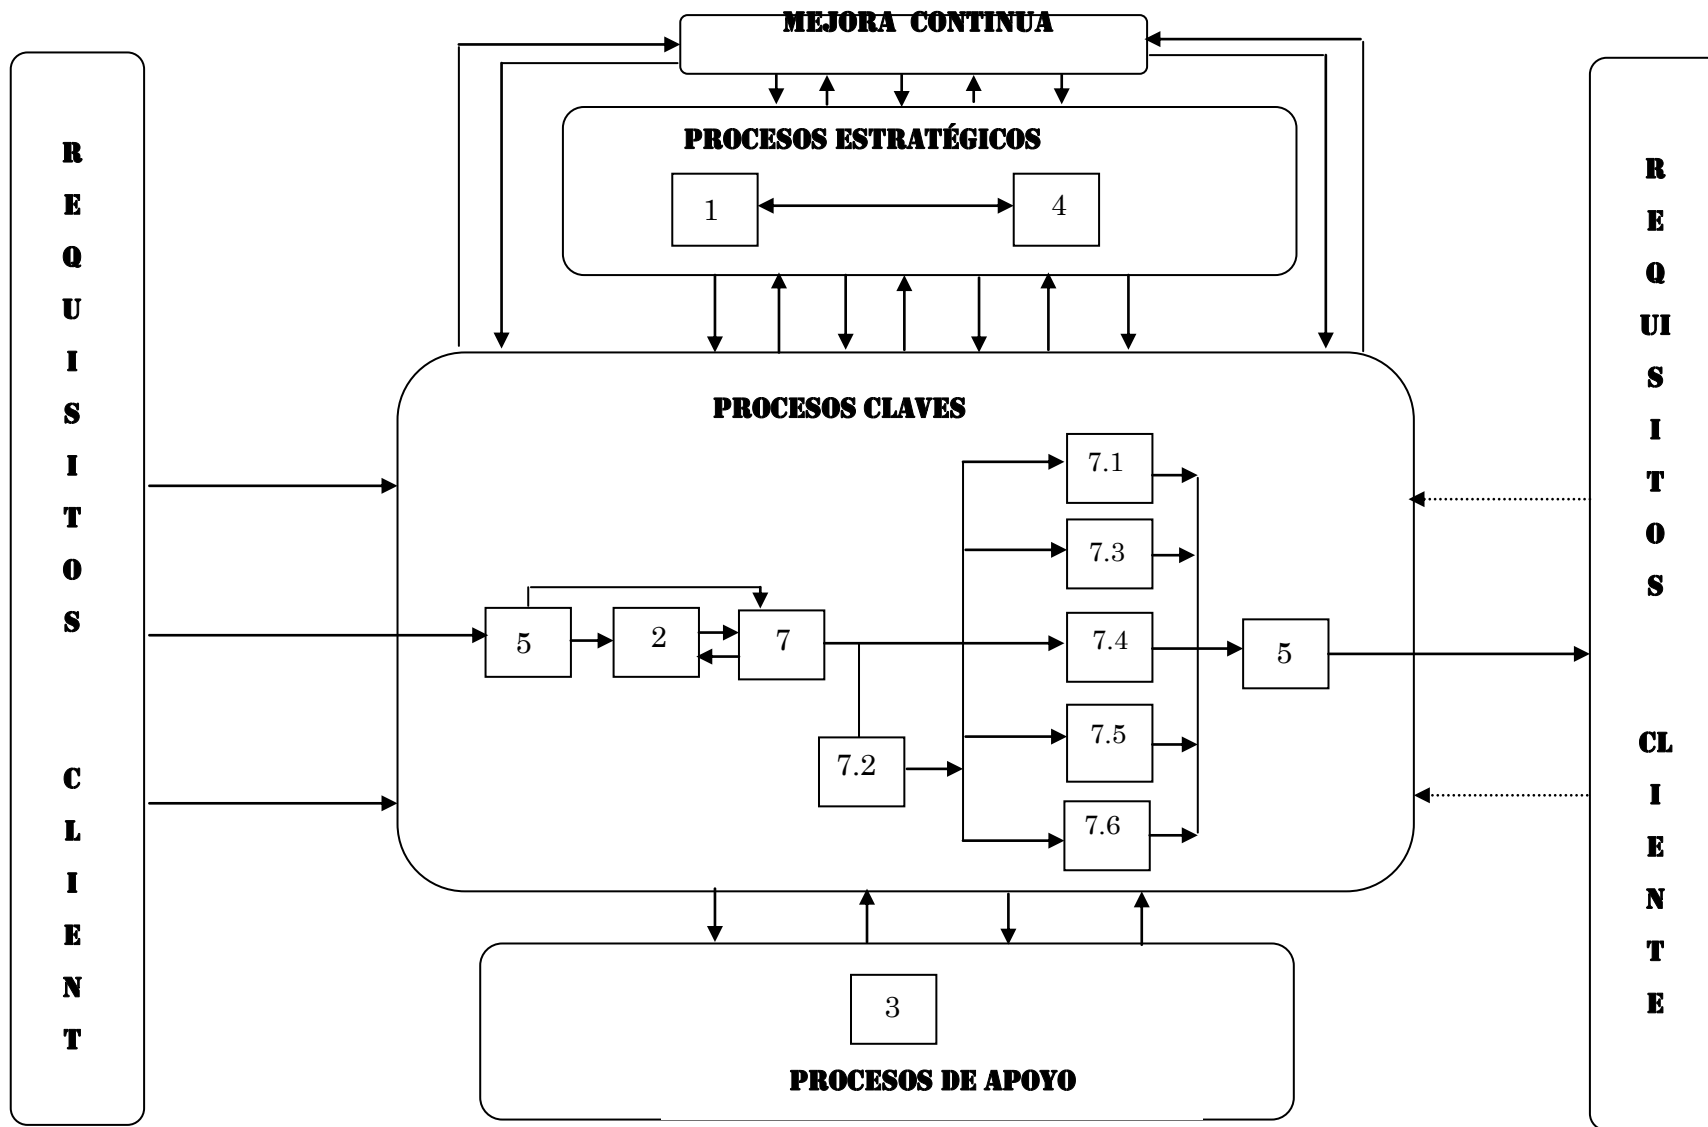 MEJORA CONTINUA
PROCESOS ESTRATÉGICOS
1
4
R
E
Q
U
I
S
I
T
O
S
C
L
I
E
N
T
PROCESOS CLAVES
7.1
7.3
5
2
7
7.4
5
7.2
7.5
7.6
3
PROCESOS DE APOYO
R
E
Q
UI
S
I
T
O
S
CL
I
E
N
T
E